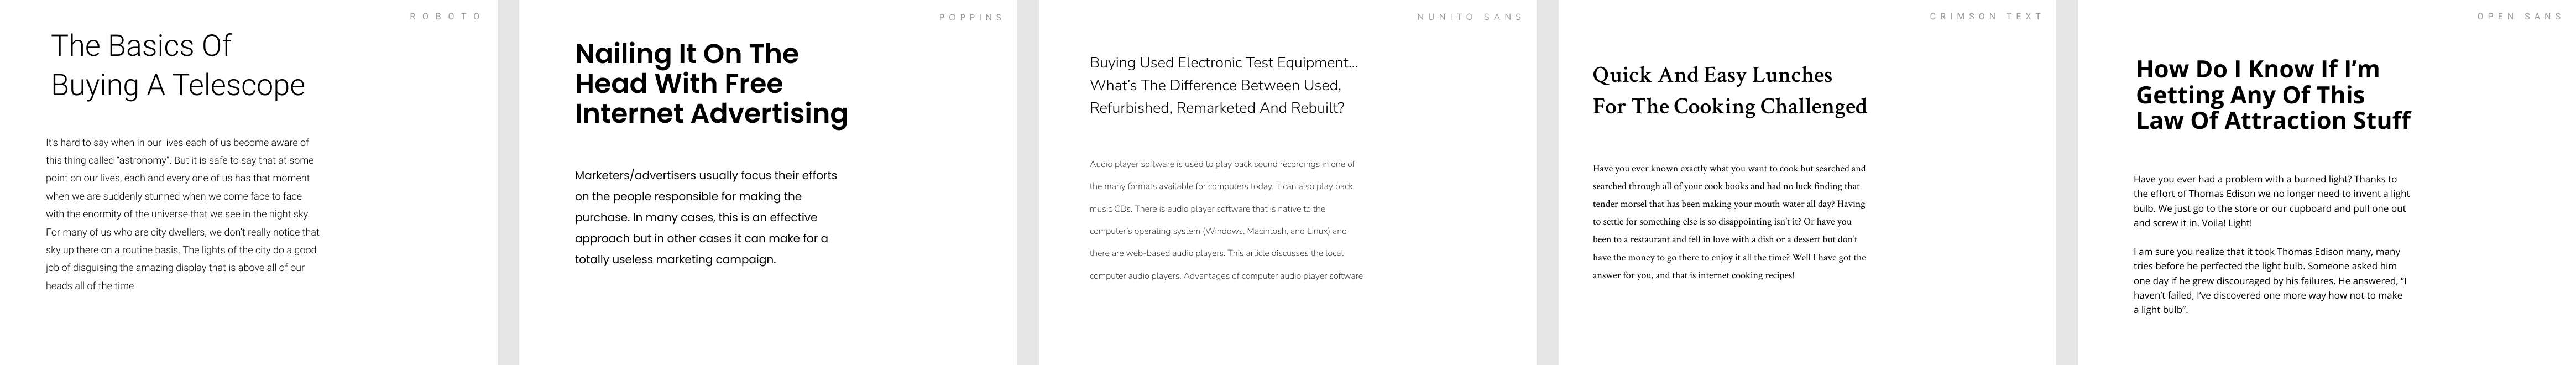 ROBOTO
The Basics Of
Buying A Telescope
It's hard to say when in our lives each of us become aware of
this thing called “astronomy”. But it is safe to say that at some
point on our lives, each and every one of us has that moment
when we are suddenly stunned when we come face to face
with the enormity of the universe that we see in the night sky.
For many of us who are city dwellers, we don't really notice that
sky up there on a routine basis. The lights of the city do a good
job of disguising the amazing display that is above all of our
heads all of the time.
POPPINS
Nailing It On The
Head With Free
Internet Advertising
Marketers/advertisers usually focus their efforts
on the people responsible for making the
purchase. In many cases, this is an effective
approach but in other cases it can make for a
totally useless marketing campaign.
NUNITO SANS
Buying Used Electronic Test Equipment...
What's The Difference Between Used,
Refurbished, Remarketed And Rebuilt?
Audio player software is used to play back sound recordings in one of
the many formats available for computers today. It can also play back
music CDs. There is audio player software that is native to the
computer's operating system (Windows, Macintosh, and Linux) and
there are web-based audio players. This article discusses the local
computer audio players. Advantages of computer audio player software
CRIMSON TEXT
Quick And Easy Lunches
For The Cooking Challenged
Have you ever known exactly what you want to cook but searched and
searched through all of your cook books and had no luck finding that
tender morsel that has been making your mouth water all day? Having
to settle for something else is so disappointing isn't it? Or have you
been to a restaurant and fell in love with a dish or a dessert but don't
have the money to go there to enjoy it all the time? Well I have got the
answer for you, and that is internet cooking recipes!
OPEN SANS
How Do I Know If I'm
Getting Any Of This
Law Of Attraction Stuff
Have you ever had a problem with a burned light? Thanks to
the effort of Thomas Edison we no longer need to invent a light
bulb. We just go to the store or our cupboard and pull one out
and screw it in. Voila! Light!
I am sure you realize that it took Thomas Edison many, many
tries before he perfected the light bulb. Someone asked him
one day if he grew discouraged by his failures. He answered, “I
haven't failed, I've discovered one more way how not to make
a light bulb”.